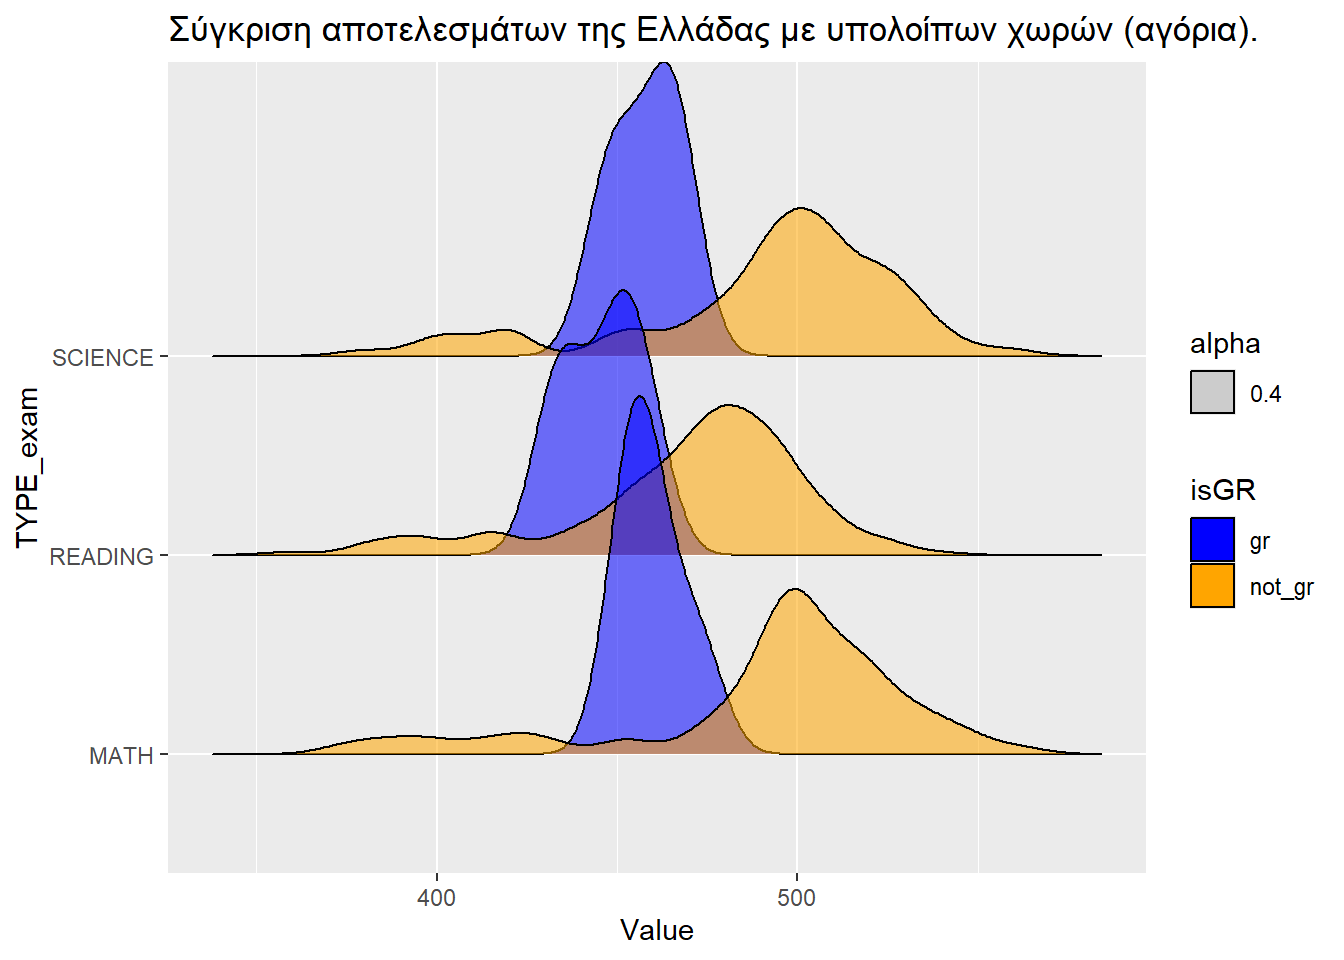 Σύγκριση αποτελεσμάτων της Ελλάδας με υπολοίπων χωρών (αγόρια).
TYPE_exam
SCIENCE
READING
MATH
400
500
Value
alpha
0.4
isGR
gr
not_gr